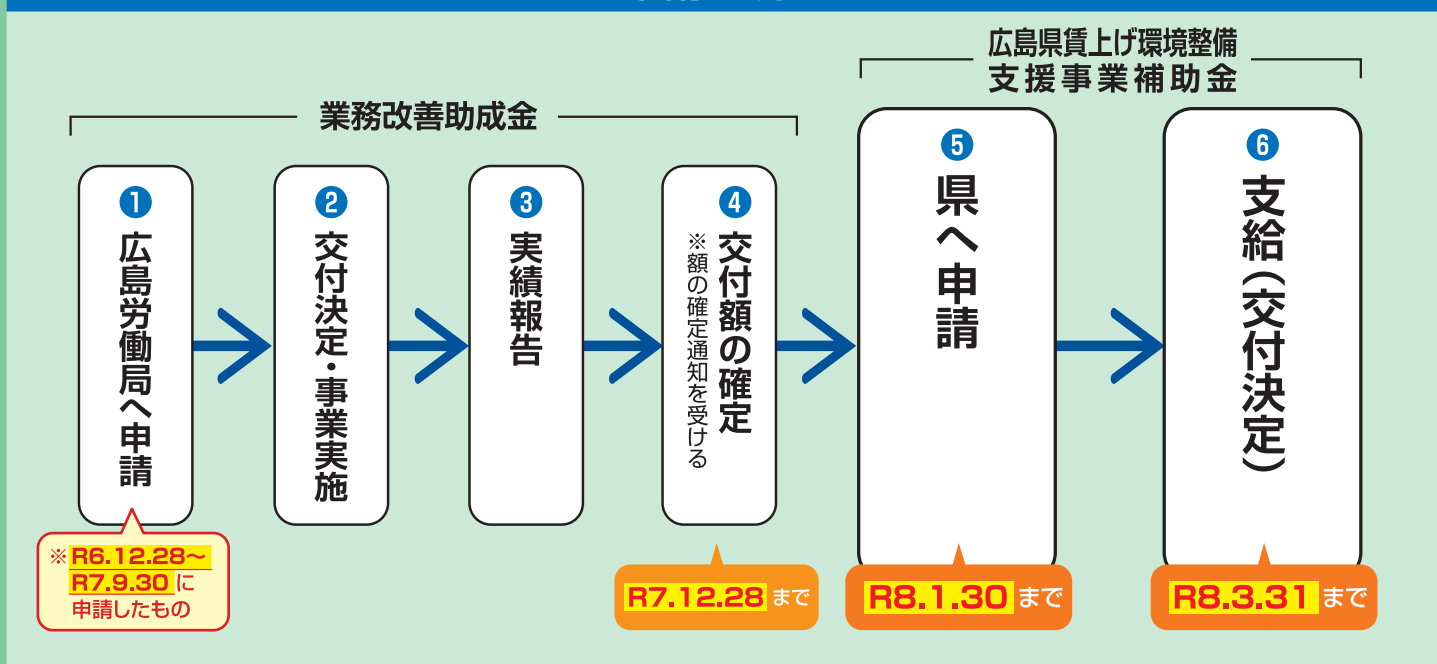 広島県賃上げ環境整備
支援事業補助金
業務改善助成金
❶
広島労働局へ申請
※R6.12.28～
R7.9.30に
申請したもの
❷
交付決定・事業実施
❸
実績報告
❹
交付額の確定
※額の確定通知を受ける
R7.12.28まで
❺
県へ申請
R8.1.30まで
❻
支給（交付決定）
R8.3.31まで